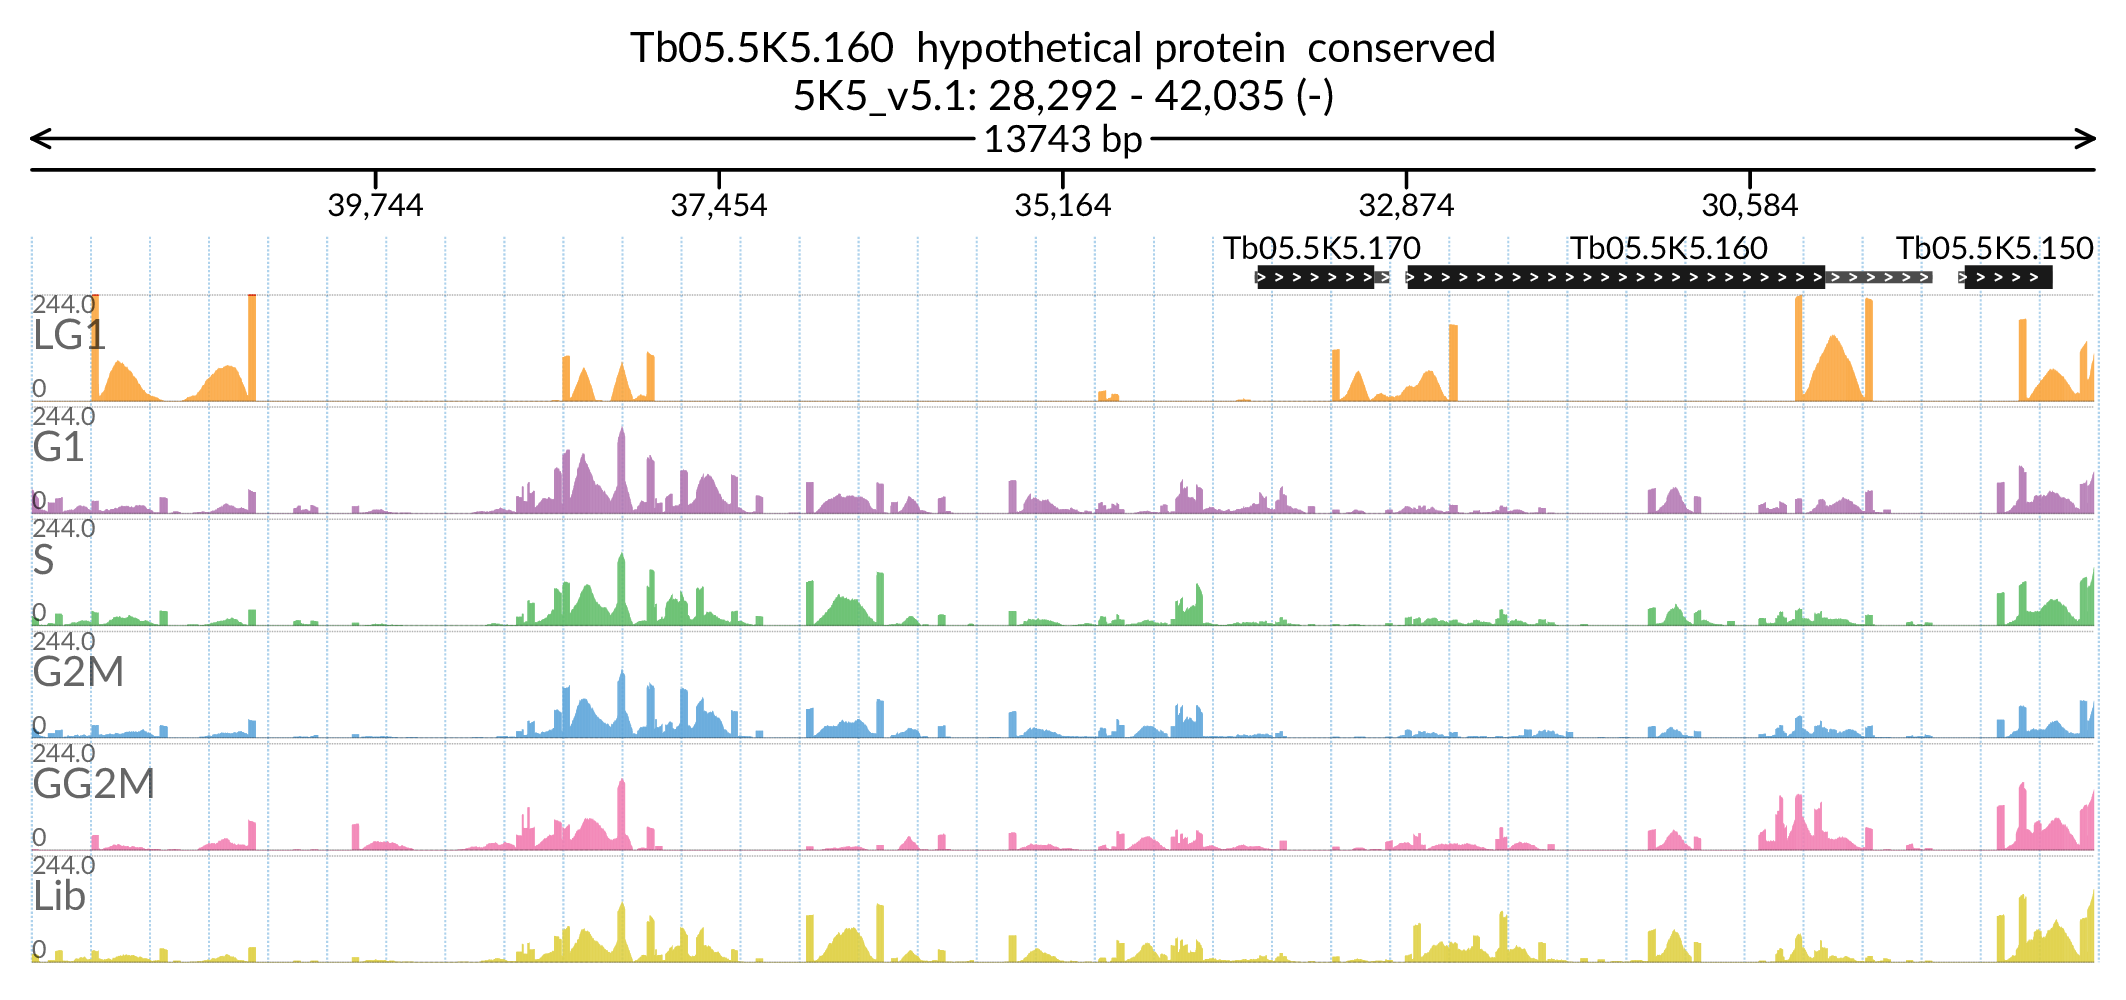 Tb05.5K5.160 hypothetical protein conserved
5K5_v5.1: 28,292 - 42,035 (-)
13743 bp
39,744 37,454 35,164 32,874 30,584
Tb05.5K5.170 Tb05.5K5.160 Tb05.5K5.150
244.0
LG1
0
244.0
G1
0
244.0
S
0
244.0
G2M
0
244.0
GG2M
0
244.0
Lib
0